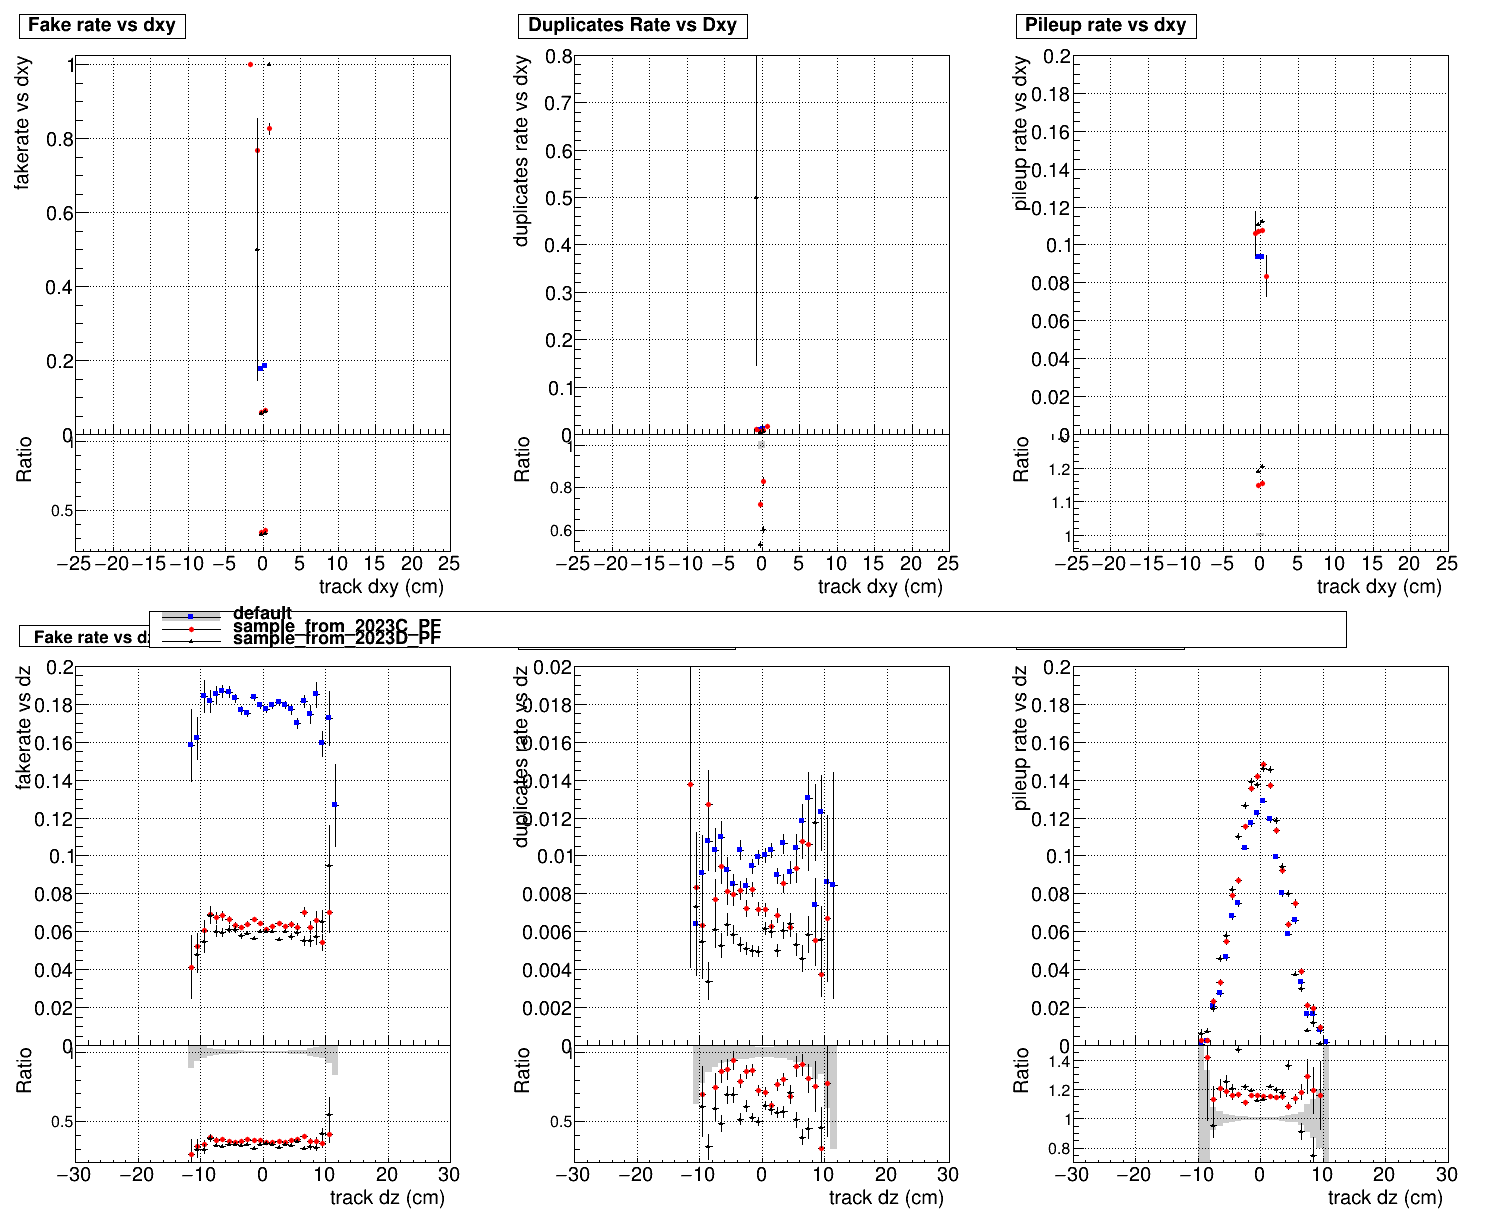 Fake rate vs dxy
fakerate vs dxy
1
0.8
0.6
0.4
0.2
0
Ratio
1
0.5
−25 −20 −15 −10 −5 0 5 10 15 20 25
track dxy (cm)
Duplicates Rate vs Dxy
duplicates rate vs dxy
0.8
0.7
0.6
0.5
0.4
0.3
0.2
0.1
0
Ratio
1
0.8
0.6
−25 −20 −15 −10 −5 0 5 10 15 20 25
track dxy (cm)
Pileup rate vs dxy
pileup rate vs dxy
0.2
0.18
0.16
0.14
0.12
0.1
0.08
0.06
0.04
0.02
0
Ratio
1.2
1.1
1
−25 −20 −15 −10 −5 0 5 10 15 20 25
track dxy (cm)
default
sample_from_2023C_PF
sample_from_2023D_PF
Fake rate vs dz
fakerate vs dz
0.2
0.18
0.16
0.14
0.12
0.1
0.08
0.06
0.04
0.02
0
Ratio
1
0.5
−30 −20 −10 0 10 20 30
track dz (cm)
duplicates rate vs dz
0.02
0.018
0.016
0.014
0.012
0.01
0.008
0.006
0.004
0.002
0
Ratio
1
0.5
−30 −20 −10 0 10 20 30
track dz (cm)
pileup rate vs dz
0.2
0.18
0.16
0.14
0.12
0.1
0.08
0.06
0.04
0.02
0
Ratio
1.4
1.2
1
0.8
−30 −20 −10 0 10 20 30
track dz (cm)